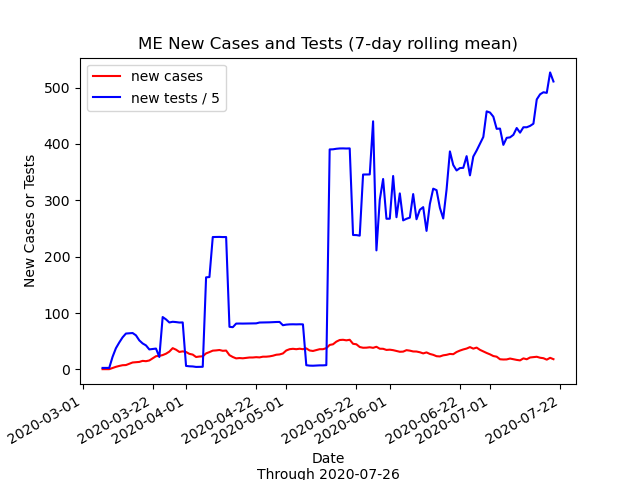 ME New Cases and Tests (7-day rolling mean)
new cases
new tests / 5
New Cases or Tests
500
400
300
200
100
0
2020-03-01
2020-03-22
2020-04-01
2020-04-22
2020-05-01
2020-05-22
2020-06-01
2020-06-22
2020-07-01
2020-07-22
Date
Through 2020-07-26